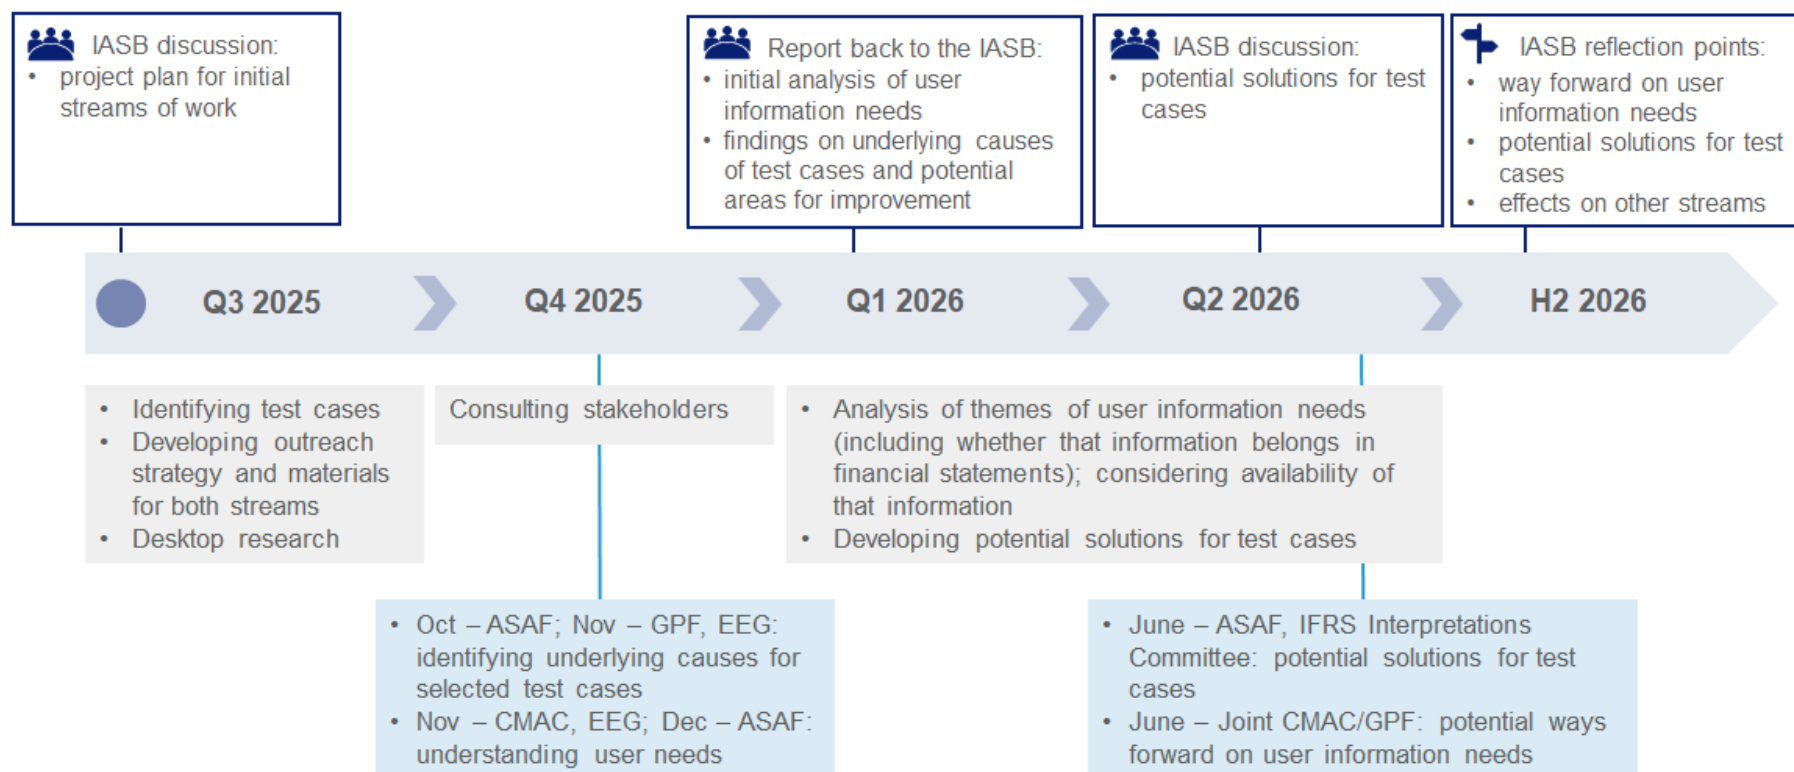 IASB discussion:
• project plan for initial
streams of work
Report back to the IASB:
• initial analysis of user
information needs
• findings on underlying causes
of test cases and potential
areas for improvement
IASB discussion:
• potential solutions for test
cases
IASB reflection points:
• way forward on user
information needs
• potential solutions for test
cases
• effects on other streams
Q3 2025
Q4 2025
Q1 2026
Q2 2026
H2 2026
• Identifying test cases
• Developing outreach
strategy and materials
for both streams
• Desktop research
Consulting stakeholders
• Analysis of themes of user information needs
(including whether that information belongs in
financial statements); considering availability of
that information
• Developing potential solutions for test cases
• Oct – ASAF; Nov – GPF, EEG:
identifying underlying causes for
selected test cases
• Nov – CMAC, EEG; Dec – ASAF:
understanding user needs
• June – ASAF, IFRS Interpretations
Committee: potential solutions for test
cases
• June – Joint CMAC/GPF: potential ways
forward on user information needs